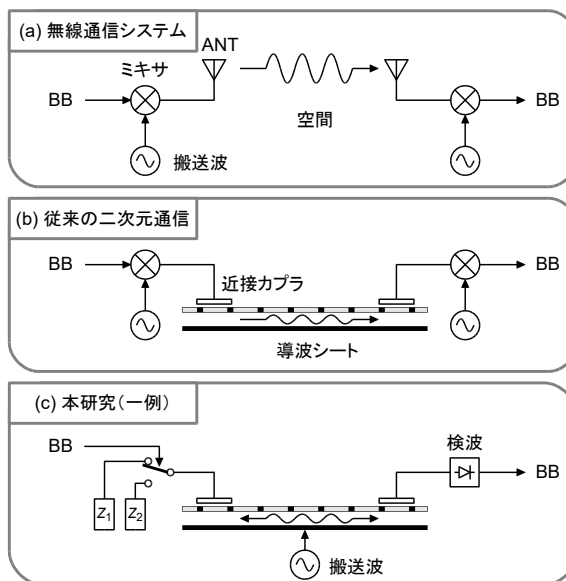 (a) 無線通信システム
ANT
ミキサ
BB
BB
空間
搬送波
(b) 従来の二次元通信
BB
BB
近接カプラ
導波シート
(c) 本研究(一例)
検波
BB
BB
Z1 Z2
搬送波